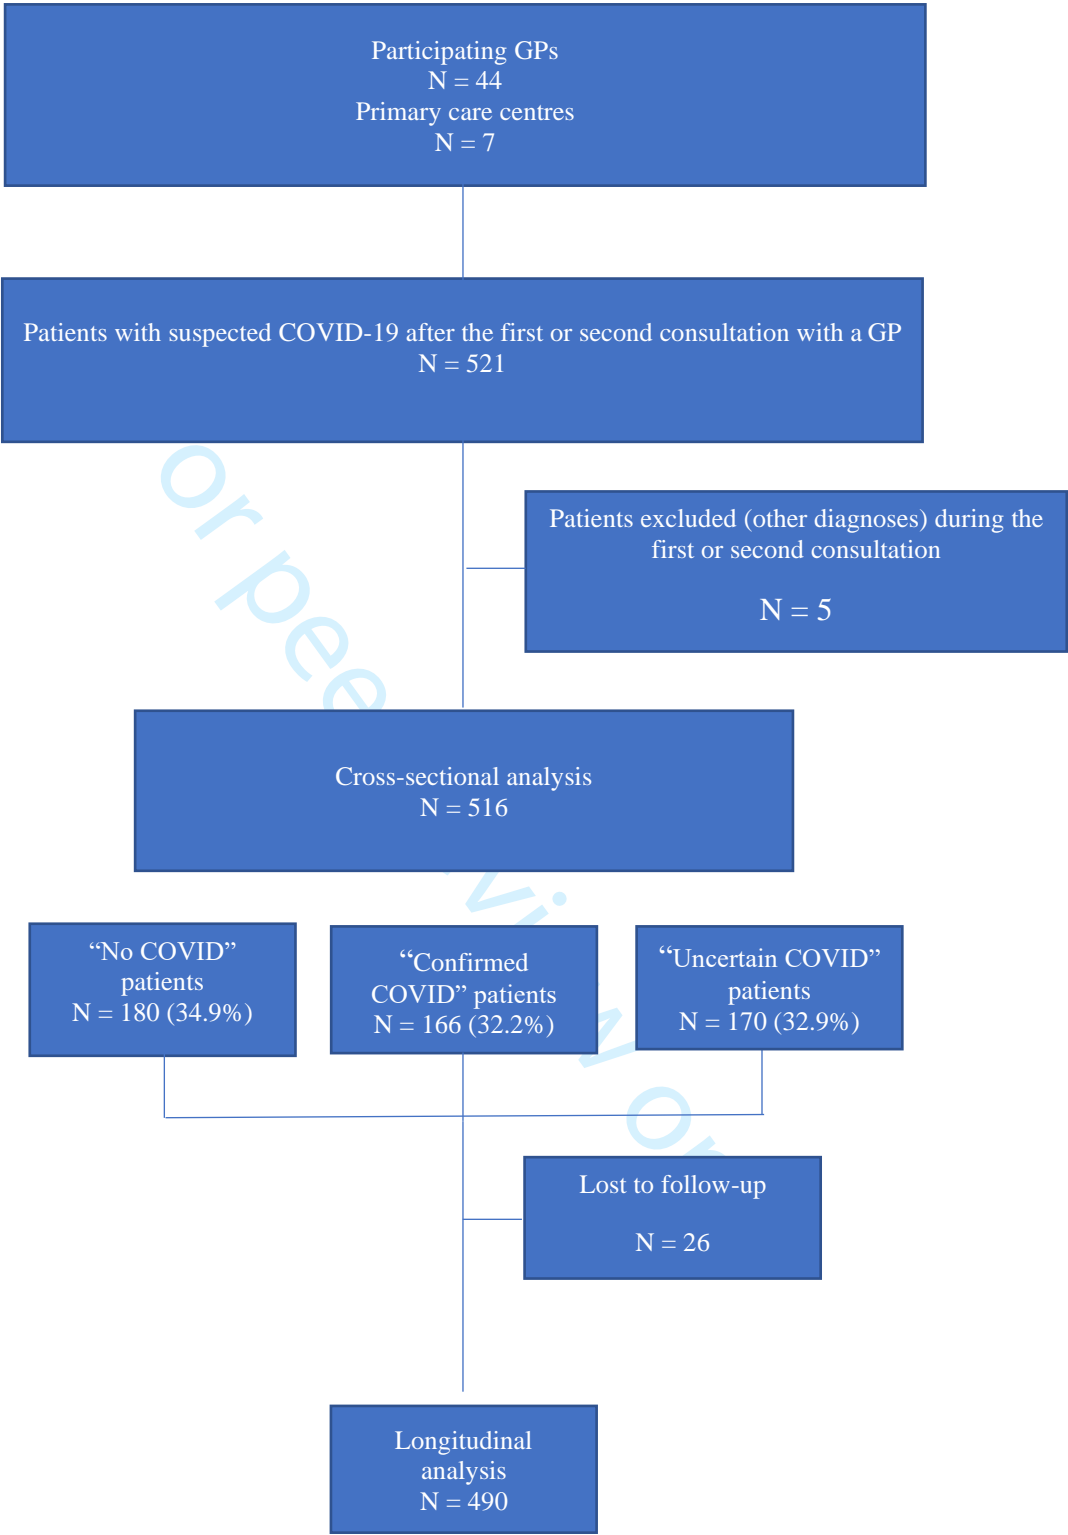 Participating GPs
N = 44
Primary care centres
N = 7
Patients with suspected COVID-19 after the first or second consultation with a GP
N = 521
Patients excluded (other diagnoses) during the
first or second consultation
N = 5
Cross-sectional analysis
N = 516
“No COVID”
patients
N = 180 (34.9%)
“Confirmed
COVID” patients
N = 166 (32.2%)
“Uncertain COVID”
patients
N = 170 (32.9%)
Lost to follow-up
N = 26
Longitudinal
analysis
N = 490